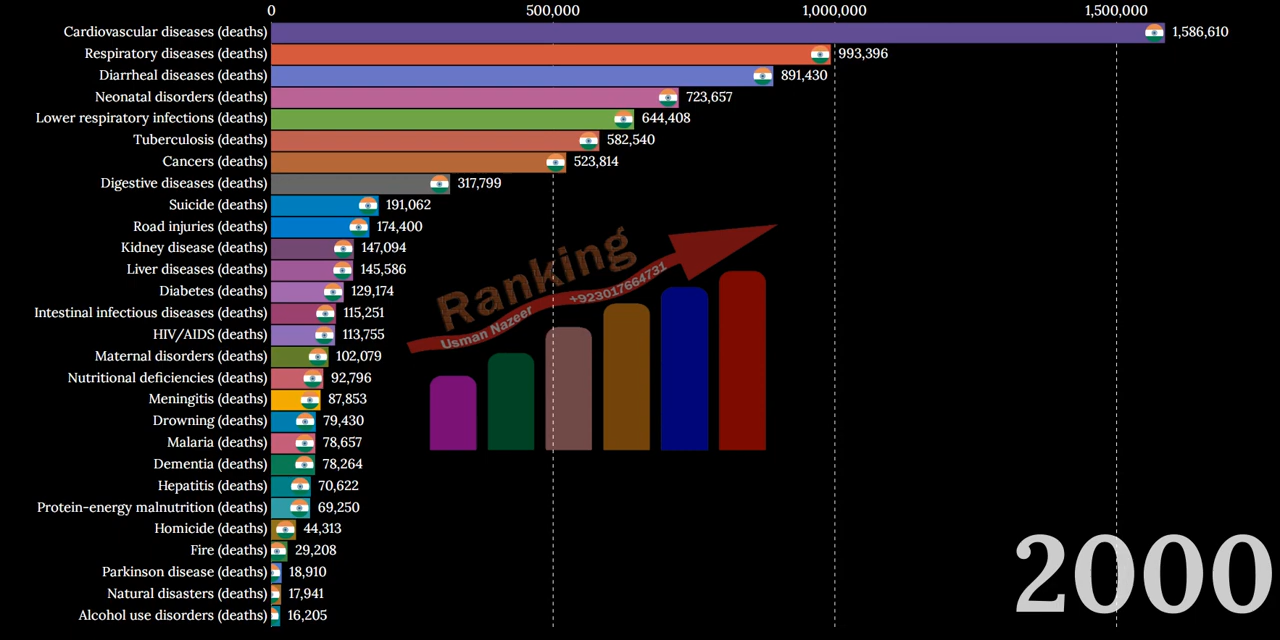 0 500,000 1,000,000 1,500,000
Cardiovascular diseases (deaths) 1,586,610
Respiratory diseases (deaths) 993,396
Diarrheal diseases (deaths) 891,430
Neonatal disorders (deaths) 723,657
Lower respiratory infections (deaths) 644,408
Tuberculosis (deaths) 582,540
Cancers (deaths) 523,814
Digestive diseases (deaths) 317,799
Suicide (deaths) 191,062
Road injuries (deaths) 174,400
Kidney disease (deaths) 147,094
Liver diseases (deaths) 145,586
Diabetes (deaths) 129,174
Intestinal infectious diseases (deaths) 115,251
HIV/AIDS (deaths) 113,755
Maternal disorders (deaths) 102,079
Nutritional deficiencies (deaths) 92,796
Meningitis (deaths) 87,853
Drowning (deaths) 79,430
Malaria (deaths) 78,657
Dementia (deaths) 78,264
Hepatitis (deaths) 70,622
Protein-energy malnutrition (deaths) 69,250
Homicide (deaths) 44,313
Fire (deaths) 29,208
Parkinson disease (deaths) 18,910
Natural disasters (deaths) 17,941
Alcohol use disorders (deaths) 16,205
Ranking
Usman Nazeer +923017664731
2000